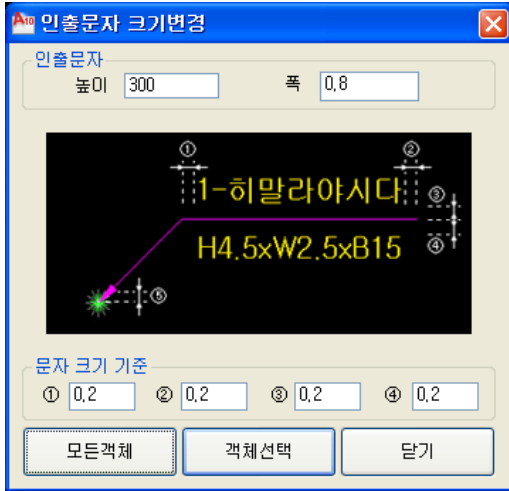 A10 인출문자 크기변경
인출문자
높이 300 폭 0,8
① ②
1-히말라야시다 ③
H4.5xW2.5xB15 ④
⑤
문자 크기 기준
① 0,2 ② 0,2 ③ 0,2 ④ 0,2
모든객체 객체선택 닫기